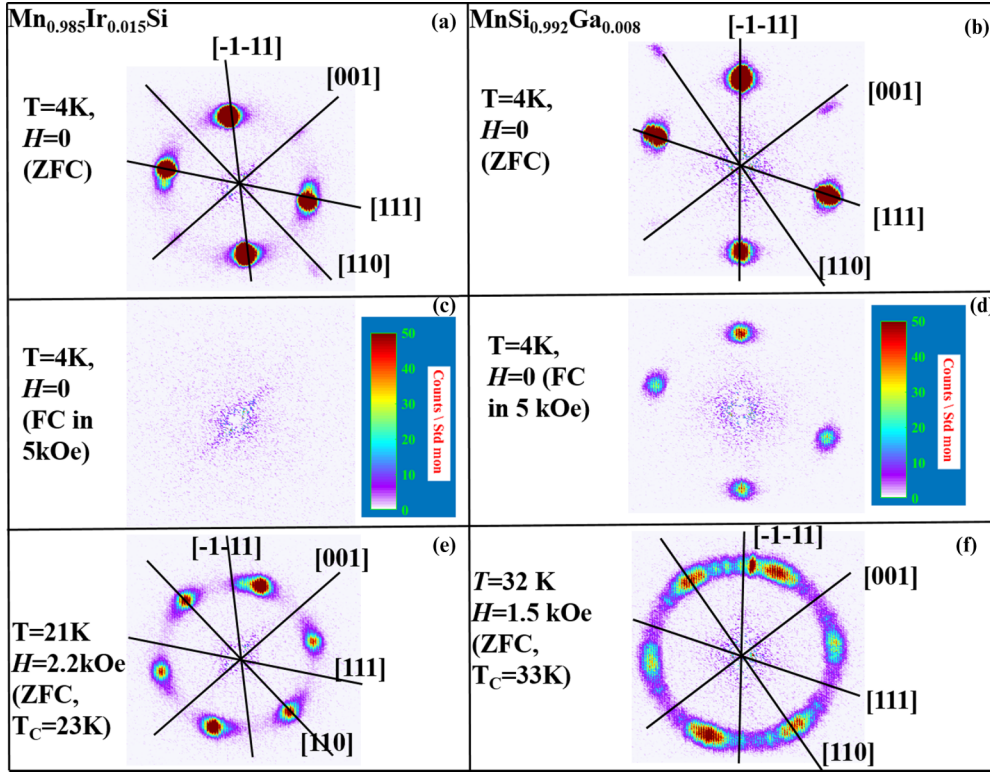 Mn₀.₉₈₅Ir₀.₀₁₅Si
(a)
[-1-11]
[001]
T=4K,
H=0
(ZFC)
[111]
[110]
MnSi₀.₉₉₂Ga₀.₀₀₈
(b)
[-1-11]
[001]
T=4K,
H=0
(ZFC)
[111]
[110]
(c)
T=4K,
H=0
(FC in
5kOe)
50
40
30
20
10
0
Counts \ Std mon
(d)
T=4K,
H=0 (FC
in 5 kOe)
50
40
30
20
10
0
Counts \ Std mon
(e)
[-1-11]
[001]
T=21K
H=2.2kOe
(ZFC,
T_C=23K)
[111]
[110]
(f)
[-1-11]
[001]
T=32 K
H=1.5 kOe
(ZFC,
T_C=33K)
[111]
[110]